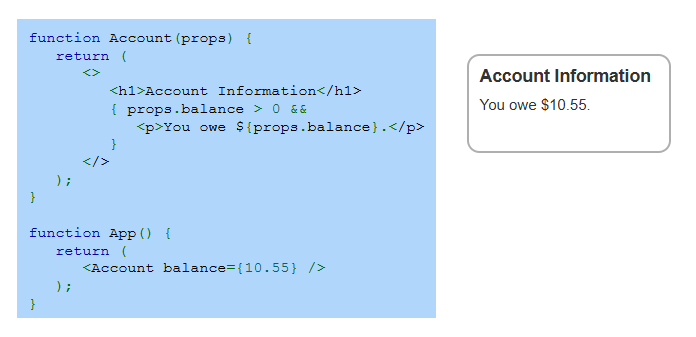 function Account(props) {
   return (
      <>
         <h1>Account Information</h1>
         { props.balance > 0 &&
            <p>You owe ${props.balance}.</p>
         }
      </>
   );
}

function App() {
   return (
      <Account balance={10.55} />
   );
}
Account Information
You owe $10.55.